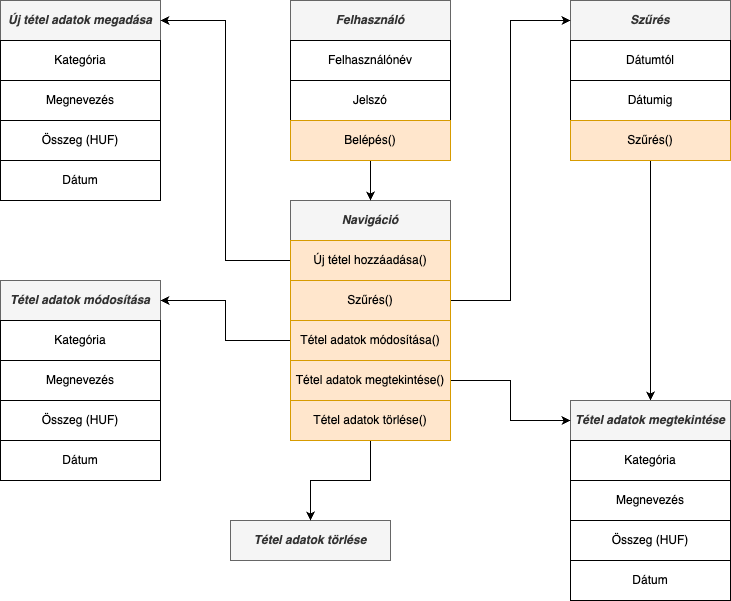 Új tétel adatok megadása
Kategória
Megnevezés
Összeg (HUF)
Dátum
Felhasználó
Felhasználónév
Jelszó
Belépés()
Szűrés
Dátumtól
Dátumig
Szűrés()
Navigáció
Új tétel hozzáadása()
Szűrés()
Tétel adatok módosítása()
Tétel adatok megtekintése()
Tétel adatok törlése()
Tétel adatok módosítása
Kategória
Megnevezés
Összeg (HUF)
Dátum
Tétel adatok megtekintése
Kategória
Megnevezés
Összeg (HUF)
Dátum
Tétel adatok törlése